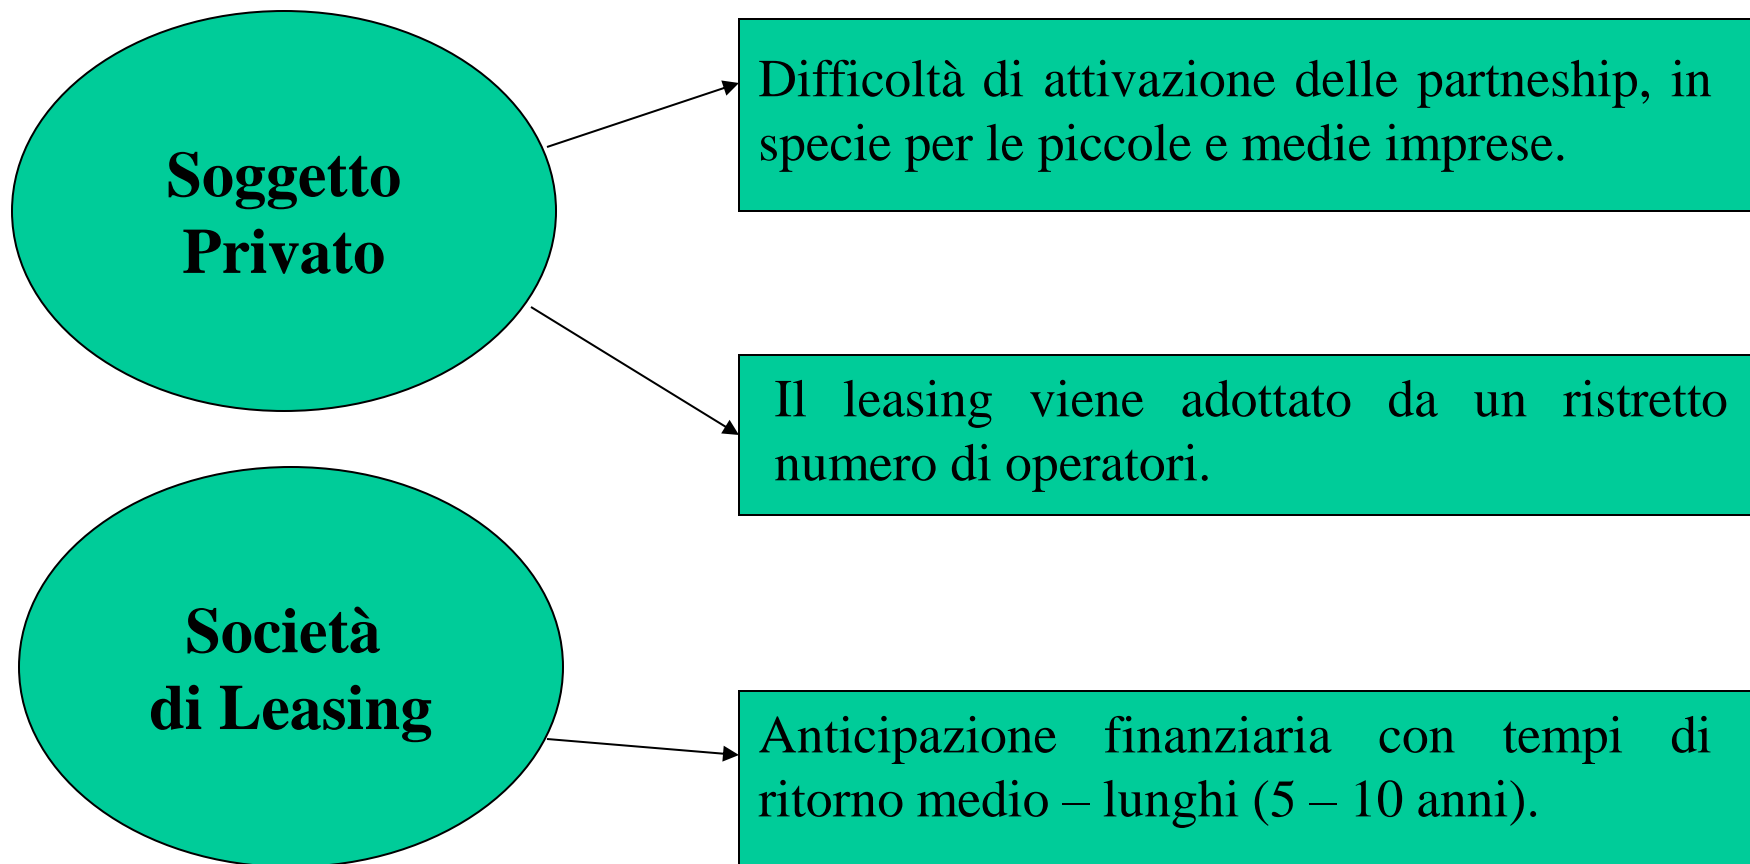 Soggetto
Privato
Difficoltà di attivazione delle partneship, in
specie per le piccole e medie imprese.
Il leasing viene adottato da un ristretto
numero di operatori.
Società
di Leasing
Anticipazione finanziaria con tempi di
ritorno medio – lunghi (5 – 10 anni).